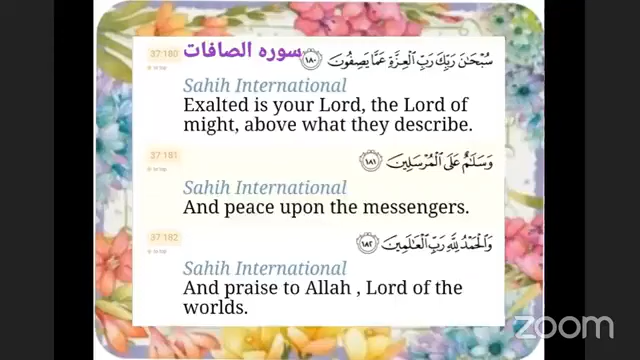 37:180
سوره الصافات
سُبْحَٰنَ رَبِّكَ رَبِّ ٱلْعِزَّةِ عَمَّا يَصِفُونَ ١٨٠
Sahih International
Exalted is your Lord, the Lord of
might, above what they describe.
37:181
وَسَلَٰمٌ عَلَى ٱلْمُرْسَلِينَ ١٨١
Sahih International
And peace upon the messengers.
37:182
وَٱلْحَمْدُ لِلَّهِ رَبِّ ٱلْعَٰلَمِينَ ١٨٢
Sahih International
And praise to Allah , Lord of the
worlds.
zoom